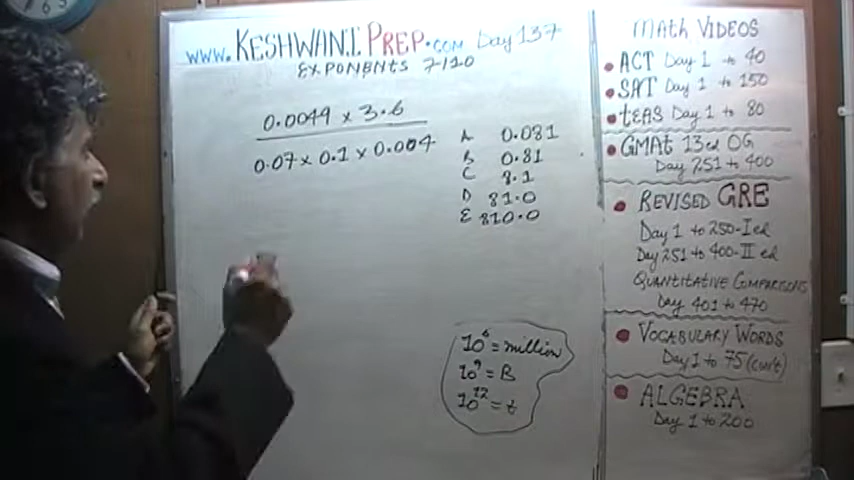 www.KESHWANI PREP.COM Day 137
EXPONENTS 7/10
0.0049 x 3.6
0.07 x 0.1 x 0.004
A 0.081
B 0.81
C 8.1
D 81.0
E 810.0
10⁶ = million
10⁹ = B
10¹² = t
MATH VIDEOS
ACT Day 1 to 40
SAT Day 1 to 150
tEAS Day 1 to 80
GMAt 13ed OG
Day 251 to 400
REVISED GRE
Day 1 to 250-I ed
Day 251 to 400-II ed
QUANTITATIVE COMPARISONS
Day 401 to 470
VOCABULARY WORDS
Day 1 to 75
ALGEBRA
Day 1 to 200